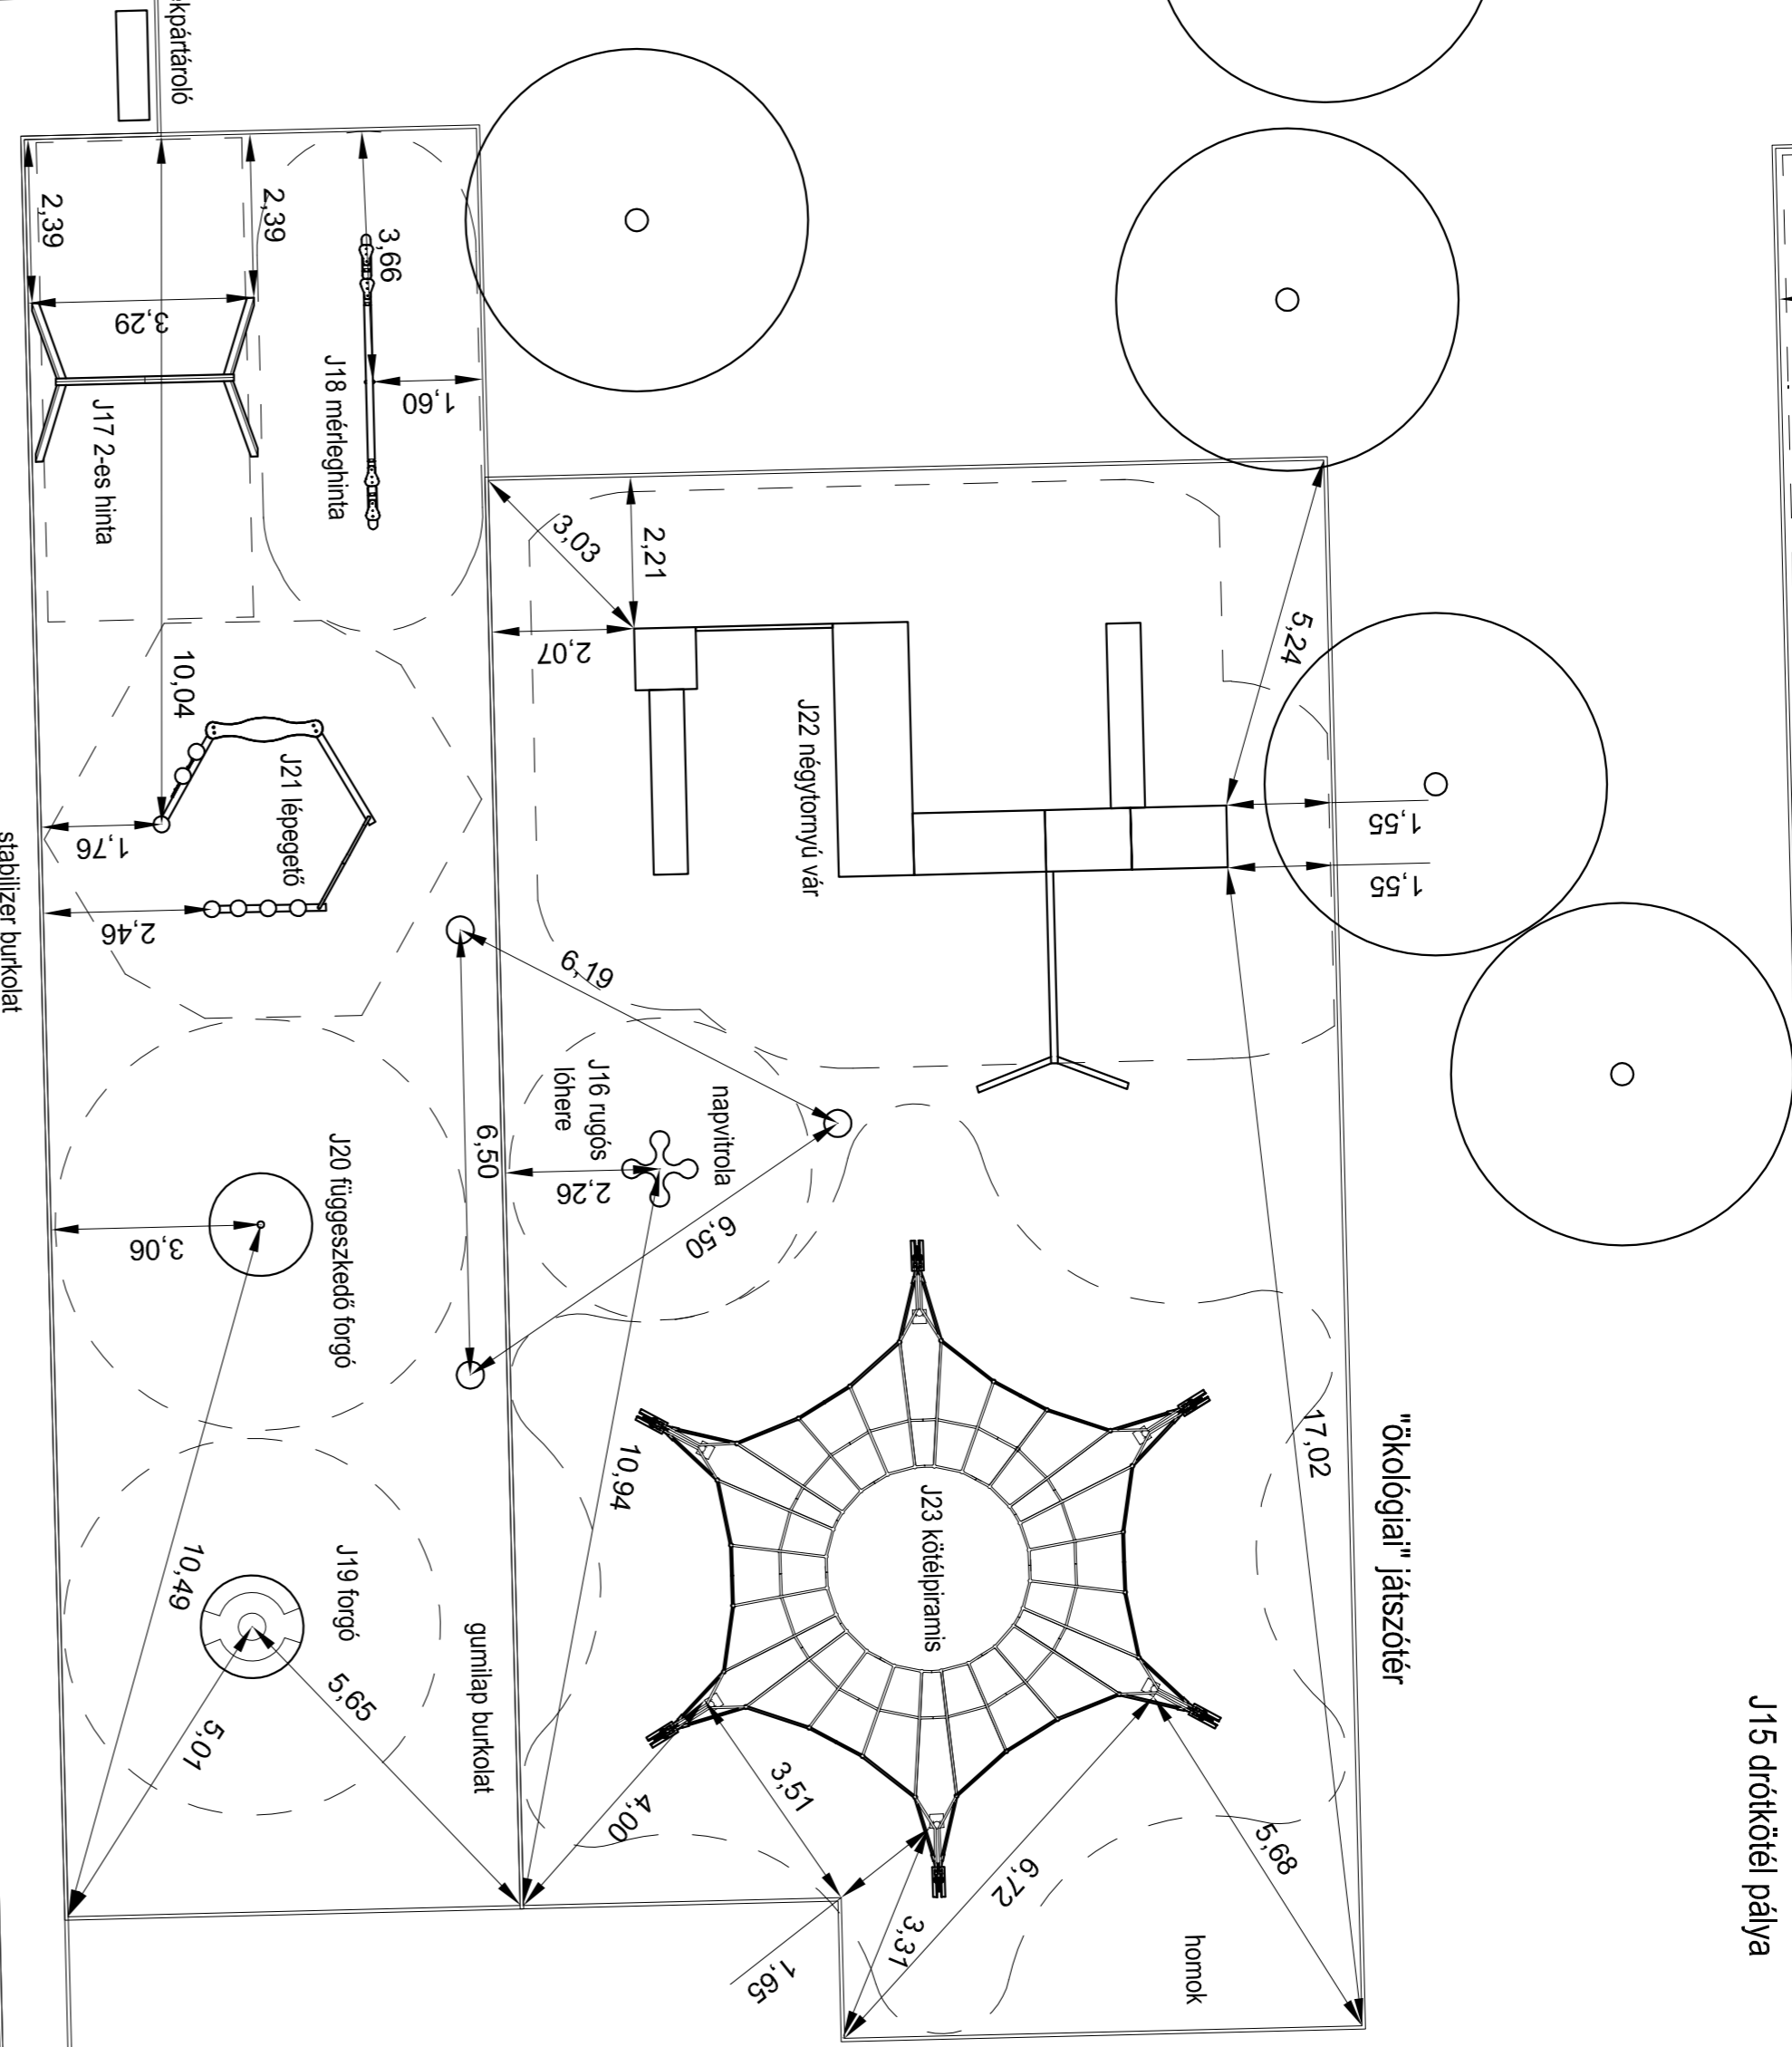 J15 drótkötél pálya
"ökológiai" játszótér
17,02
1,55
1,55
5,24
5,68
homok
6,72
3,31
1,65
3,51
4,00
J23 kötélpiramis
J22 négytornyú vár
2,21
3,03
2,07
napvitrola
J16 rugós
lóhere
2,26
6,19
6,50
6,50
10,94
gumilap burkolat
3,66
1,60
J18 mérleghinta
2,39
2,39
3,29
J17 2-es hinta
10,04
J21 lépegető
1,76
2,46
J20 függeszkedő forgó
3,06
J19 forgó
10,49
5,65
5,01
kpártároló
stabilizer burkolat